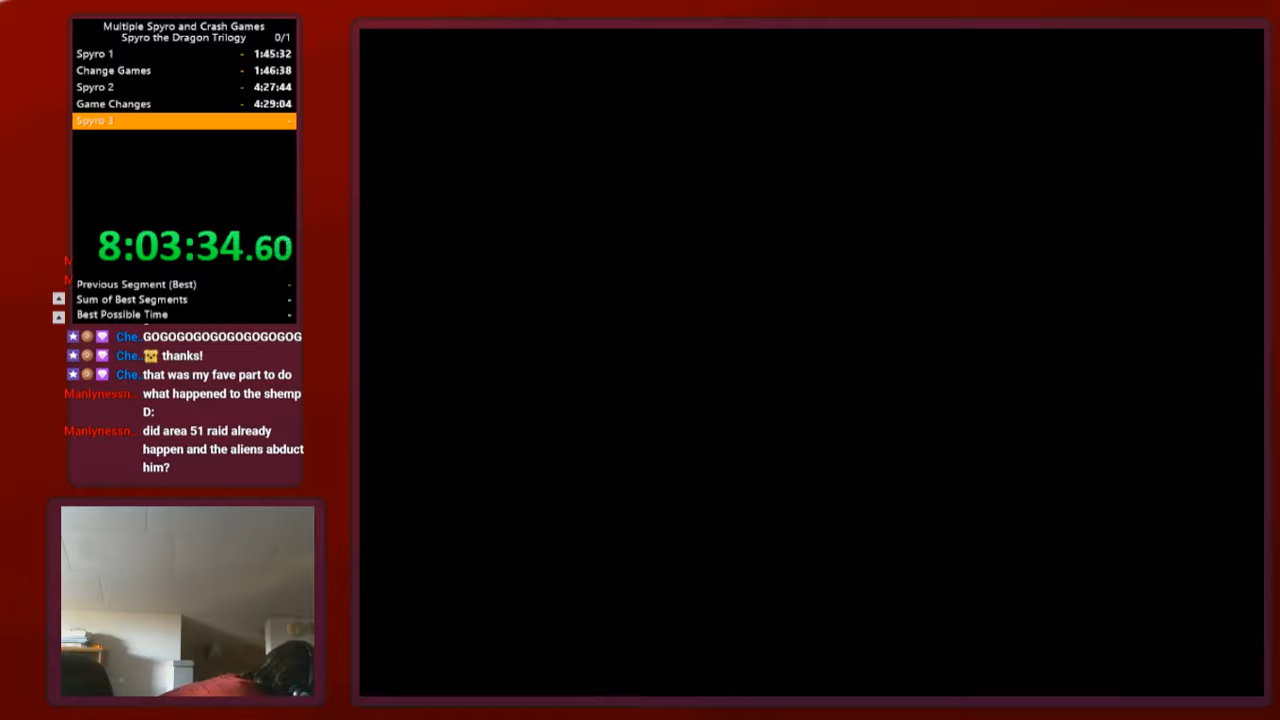 Multiple Spyro and Crash Games
Spyro the Dragon Trilogy 0/1
Spyro 1 - 1:45:32
Change Games - 1:46:38
Spyro 2 - 4:27:44
Game Changes - 4:29:04
Spyro 3 -
8:03:34.60
Previous Segment (Best) -
Sum of Best Segments -
Best Possible Time -
Che.. GOGOGOGOGOGOGOGOG
Che.. thanks!
Che.. that was my fave part to do
Manlynessn... what happened to the shemp
D:
Manlynessn... did area 51 raid already
happen and the aliens abduct
him?